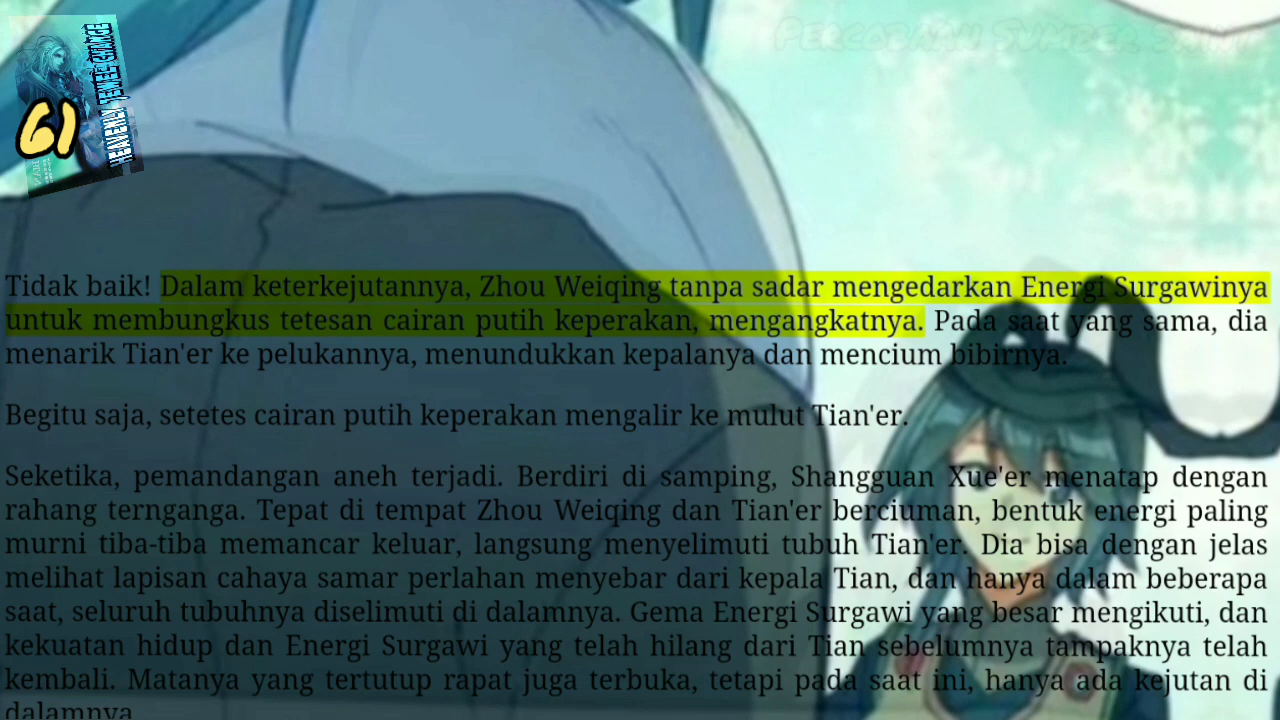 PERCOBAAN SUMBER
HEAVENLY JEWEL CHANGE
61
Tidak baik! Dalam keterkejutannya, Zhou Weiqing tanpa sadar mengedarkan Energi Surgawinya
untuk membungkus tetesan cairan putih keperakan, mengangkatnya. Pada saat yang sama, dia
menarik Tian'er ke pelukannya, menundukkan kepalanya dan mencium bibirnya.
Begitu saja, setetes cairan putih keperakan mengalir ke mulut Tian'er.
Seketika, pemandangan aneh terjadi. Berdiri di samping, Shangguan Xue'er menatap dengan
rahang ternganga. Tepat di tempat Zhou Weiqing dan Tian'er berciuman, bentuk energi paling
murni tiba-tiba memancar keluar, langsung menyelimuti tubuh Tian'er. Dia bisa dengan jelas
melihat lapisan cahaya samar perlahan menyebar dari kepala Tian, dan hanya dalam beberapa
saat, seluruh tubuhnya diselimuti di dalamnya. Gema Energi Surgawi yang besar mengikuti, dan
kekuatan hidup dan Energi Surgawi yang telah hilang dari Tian sebelumnya tampaknya telah
kembali. Matanya yang tertutup rapat juga terbuka, tetapi pada saat ini, hanya ada kejutan di
dalamnya.